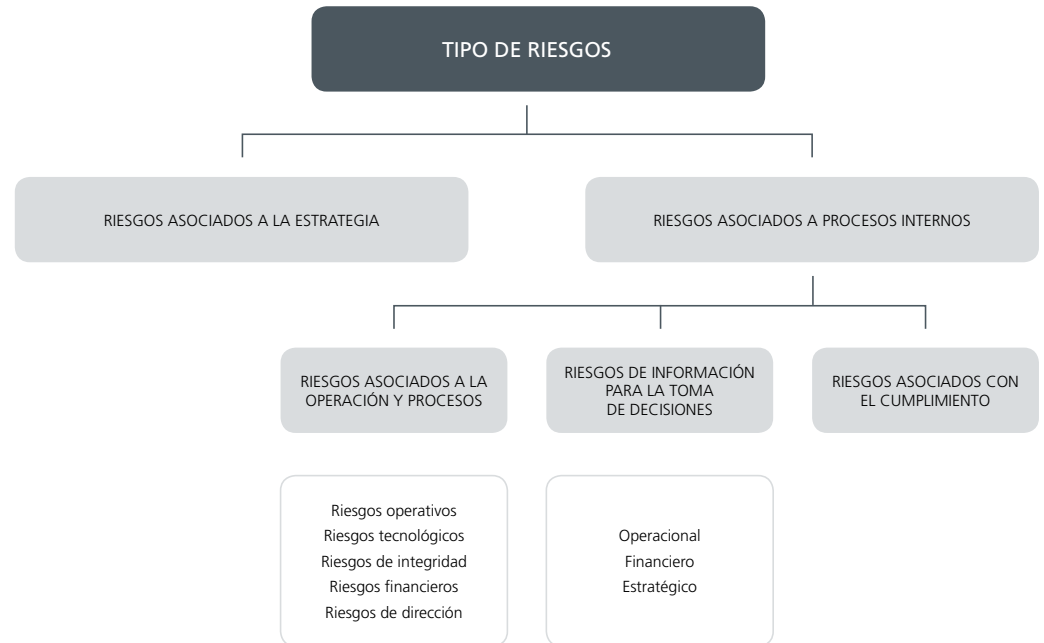 TIPO DE RIESGOS
RIESGOS ASOCIADOS A LA ESTRATEGIA
RIESGOS ASOCIADOS A PROCESOS INTERNOS
RIESGOS ASOCIADOS A LA
OPERACIÓN Y PROCESOS
RIESGOS DE INFORMACIÓN
PARA LA TOMA
DE DECISIONES
RIESGOS ASOCIADOS CON
EL CUMPLIMIENTO
Riesgos operativos
Riesgos tecnológicos
Riesgos de integridad
Riesgos financieros
Riesgos de dirección
Operacional
Financiero
Estratégico